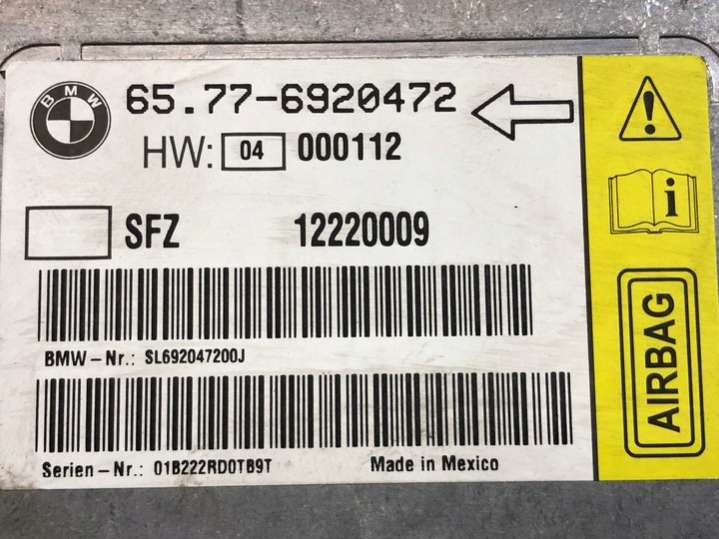 BMW
65.77-6920472
HW: 04 000112
SFZ 12220009
BMW-Nr.: SL692047200J
Serien-Nr.: 01B222RD0TB9T Made in Mexico
i
AIRBAG